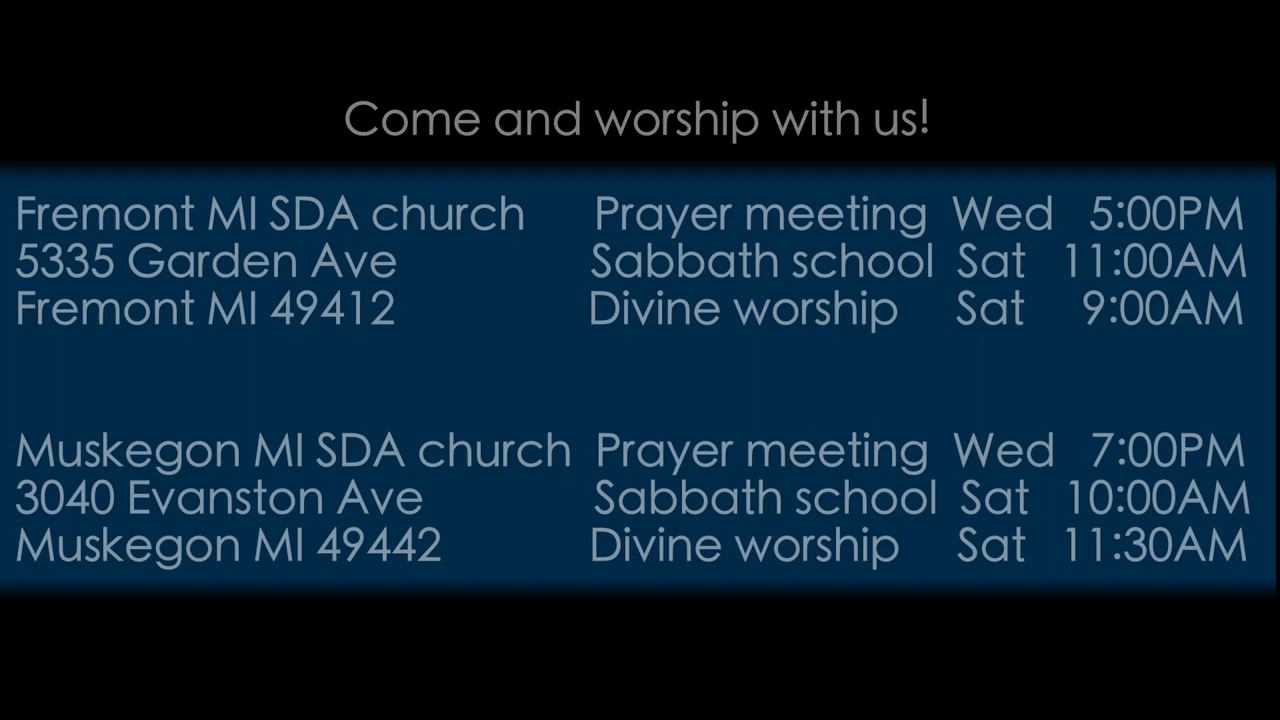 Come and worship with us!
Fremont MI SDA church Prayer meeting Wed 5:00PM
5335 Garden Ave Sabbath school Sat 11:00AM
Fremont MI 49412 Divine worship Sat 9:00AM
Muskegon MI SDA church Prayer meeting Wed 7:00PM
3040 Evanston Ave Sabbath school Sat 10:00AM
Muskegon MI 49442 Divine worship Sat 11:30AM